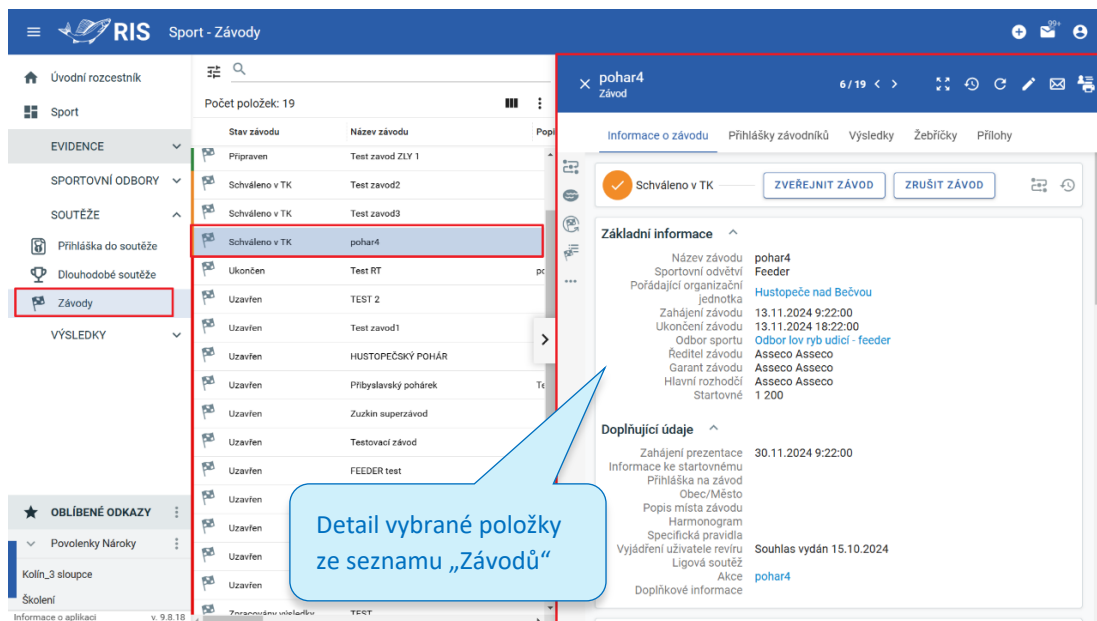 RIS Sport - Závody
99+
Úvodní rozcestník
Sport
EVIDENCE
SPORTOVNÍ ODBORY
SOUTĚŽE
Přihláška do soutěže
Dlouhodobé soutěže
Závody
VÝSLEDKY
OBLÍBENÉ ODKAZY
Povolenky Nároky
Kolín_3 sloupce
Školení
Informace o aplikaci v. 9.8.18
Počet položek: 19
Stav závodu Název závodu Popi
Připraven Test zavod ZLY 1
Schváleno v TK Test zavod2
Schváleno v TK Test zavod3
Schváleno v TK pohar4
Ukončen Test RT po
Uzavřen TEST 2
Uzavřen Test zavod1
Uzavřen HUSTOPEČSKÝ POHÁR
Uzavřen Přibyslavský pohárek Te
Uzavřen Zuzkin superzávod
Uzavřen Testovací závod
Uzavřen FEEDER test
Uzavřen
Uzavřen
Uzavřen
Uzavřen
Zpracovány výsledky TEST
pohar4
Závod
6/19
Informace o závodu Přihlášky závodníků Výsledky Žebříčky Přílohy
Schváleno v TK ZVEŘEJNIT ZÁVOD ZRUŠIT ZÁVOD
Základní informace
Název závodu pohar4
Sportovní odvětví Feeder
Pořádající organizační
jednotka Hustopeče nad Bečvou
Zahájení závodu 13.11.2024 9:22:00
Ukončení závodu 13.11.2024 18:22:00
Odbor sportu Odbor lov ryb udicí - feeder
Ředitel závodu Asseco Asseco
Garant závodu Asseco Asseco
Hlavní rozhodčí Asseco Asseco
Startovné 1 200
Doplňující údaje
Zahájení prezentace 30.11.2024 9:22:00
Informace ke startovnému
Přihláška na závod
Obec/Město
Popis místa závodu
Harmonogram
Specifická pravidla
Vyjádření uživatele revíru Souhlas vydán 15.10.2024
Ligová soutěž
Akce pohar4
Doplňkové informace
Detail vybrané položky
ze seznamu „Závodů“